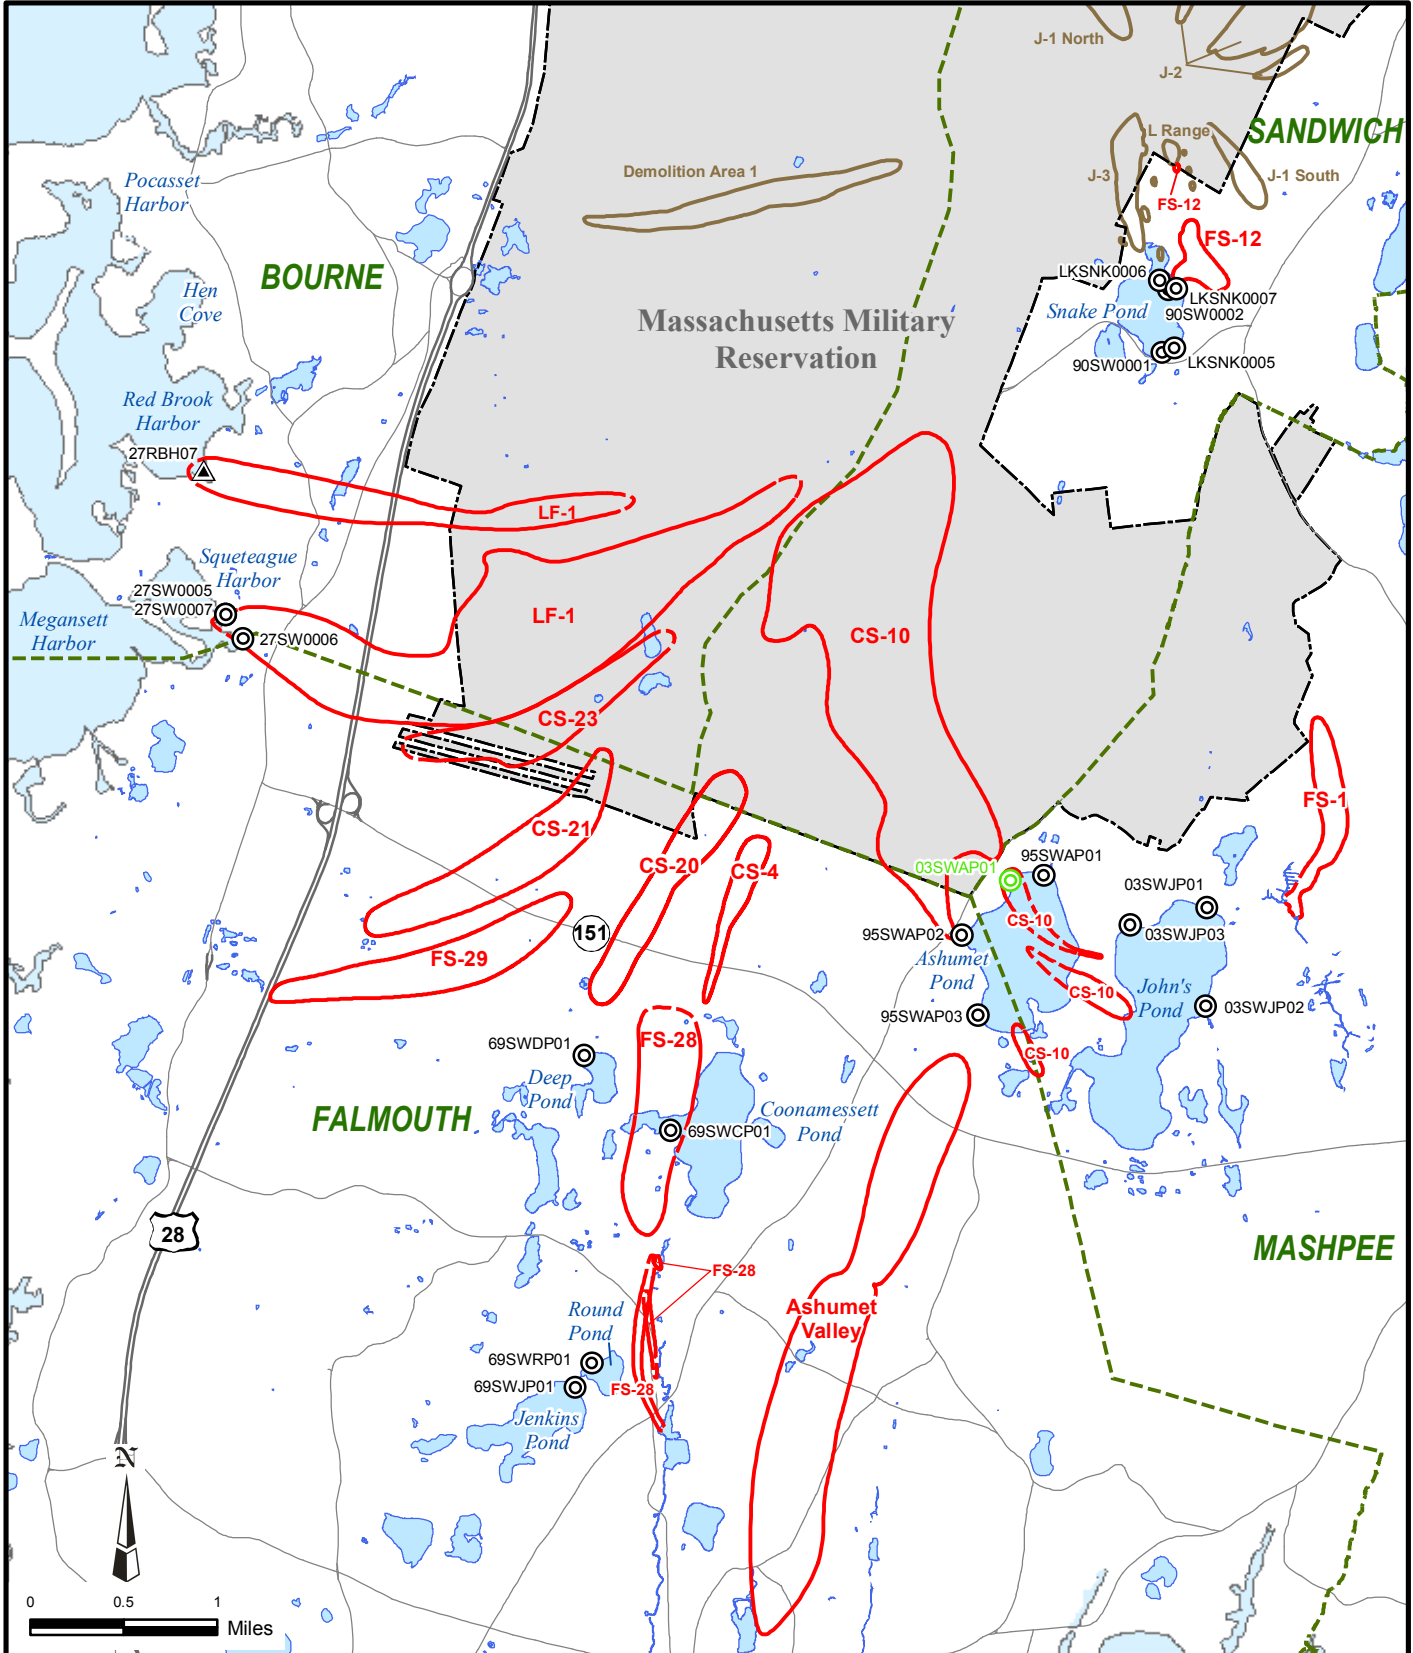 J-1 North
J-2
SANDWICH
L Range
Demolition Area 1
J-3
J-1 South
FS-12
Pocasset
Harbor
FS-12
BOURNE
LKSNK0006
Hen
Cove
LKSNK0007
Snake Pond
90SW0002
Massachusetts Military
Reservation
90SW0001
LKSNK0005
Red Brook
Harbor
27RBH07
LF-1
Squeteague
Harbor
27SW0005
27SW0007
Megansett
Harbor
27SW0006
LF-1
CS-10
CS-23
FS-1
CS-21
CS-20
CS-4
03SWAP01
95SWAP01
03SWJP01
CS-10
03SWJP03
151
95SWAP02
FS-29
Ashumet
Pond
CS-10
John's
Pond
95SWAP03
03SWJP02
FS-28
69SWDP01
CS-10
Deep
Pond
FALMOUTH
Coonamessett
Pond
69SWCP01
28
MASHPEE
FS-28
Round
Pond
Ashumet
Valley
69SWRP01
69SWJP01
FS-28
Jenkins
Pond
N
0 0.5 1
Miles